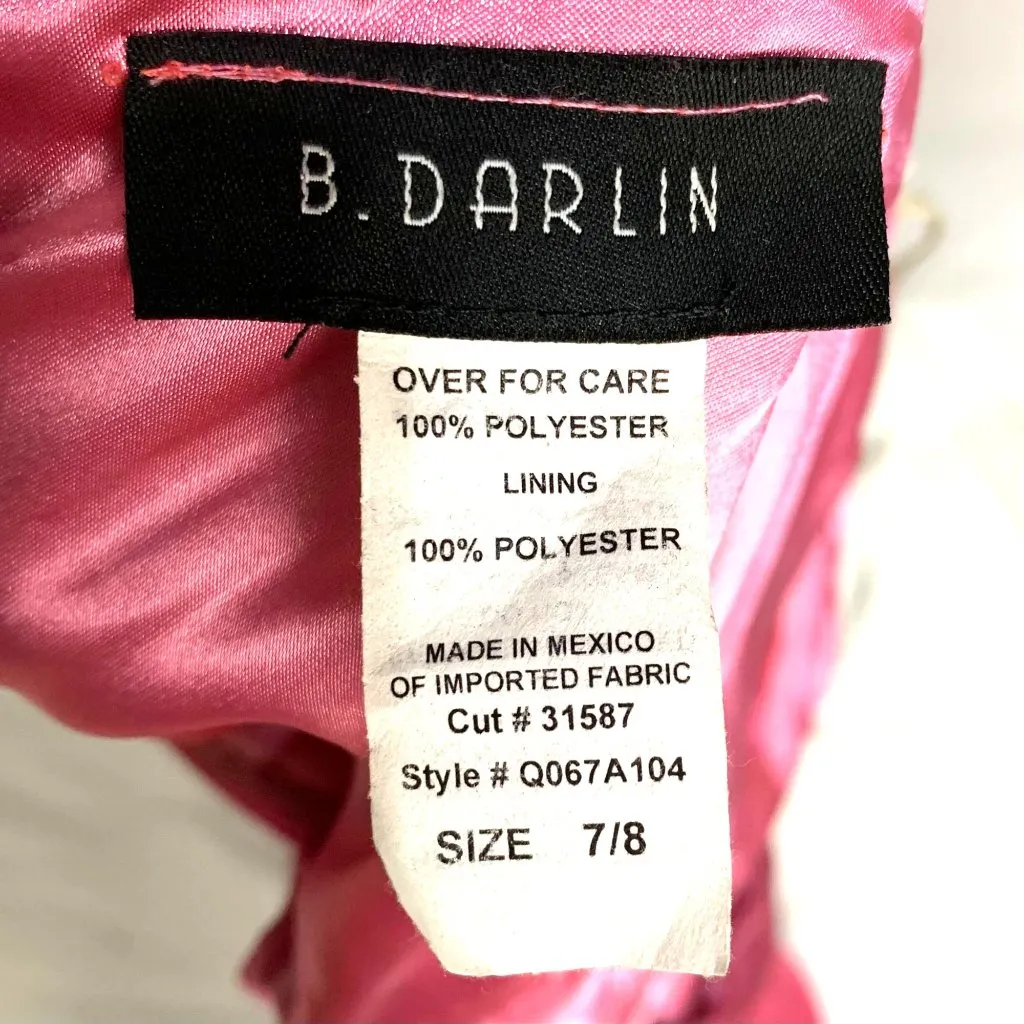 B. DARLIN
OVER FOR CARE
100% POLYESTER
LINING
100% POLYESTER
MADE IN MEXICO
OF IMPORTED FABRIC
Cut # 31587
Style # Q067A104
SIZE 7/8